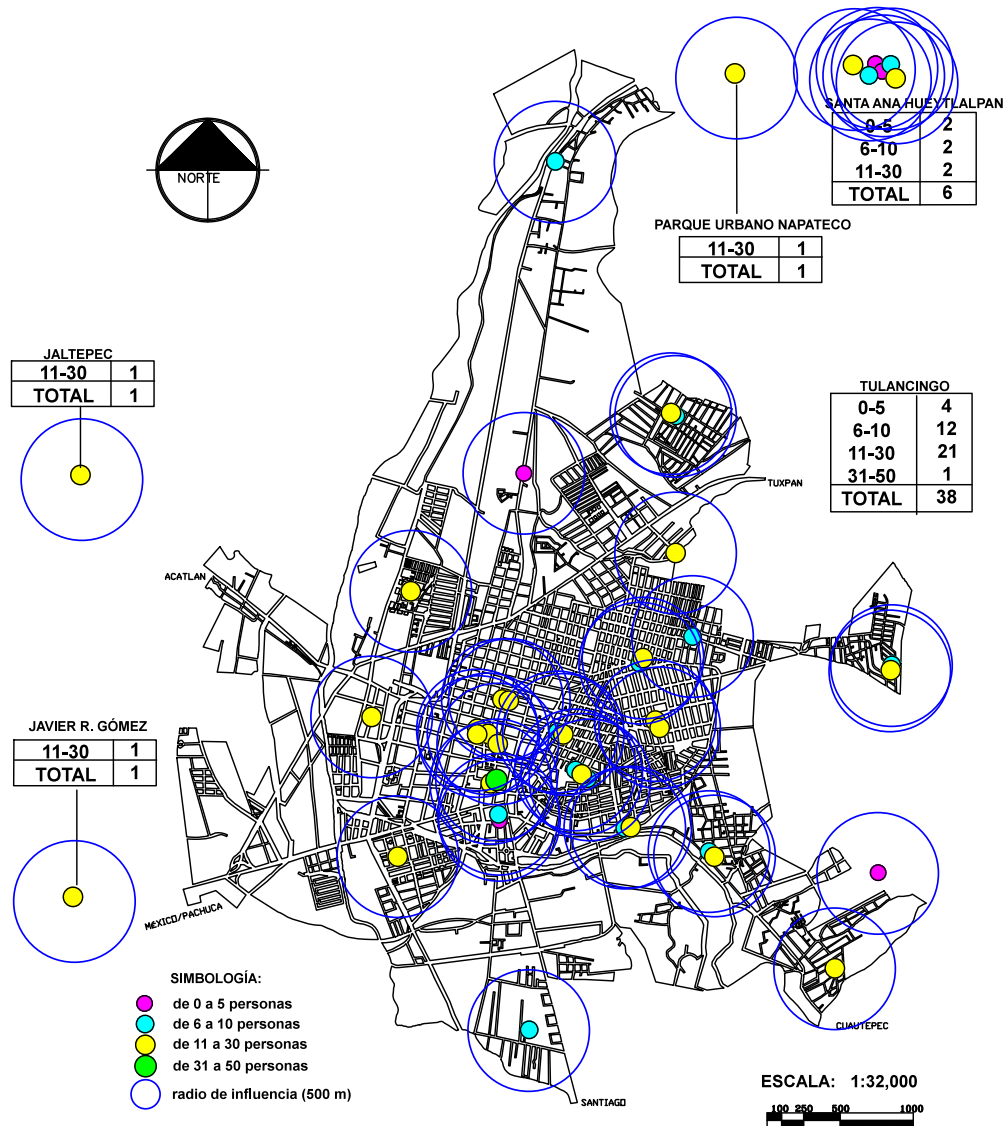 SANTA ANA HUEYTLALPAN
0-5 2
6-10 2
11-30 2
TOTAL 6
NORTE
PARQUE URBANO NAPATECO
11-30 1
TOTAL 1
JALTEPEC
11-30 1
TOTAL 1
TULANCINGO
0-5 4
6-10 12
11-30 21
31-50 1
TOTAL 38
TUXPAN
ACATLAN
JAVIER R. GÓMEZ
11-30 1
TOTAL 1
MEXICO/PACHUCA
SIMBOLOGÍA:
de 0 a 5 personas
de 6 a 10 personas
de 11 a 30 personas
de 31 a 50 personas
radio de influencia (500 m)
CUAUTEPEC
SANTIAGO
ESCALA: 1:32,000
100 250 500 1000